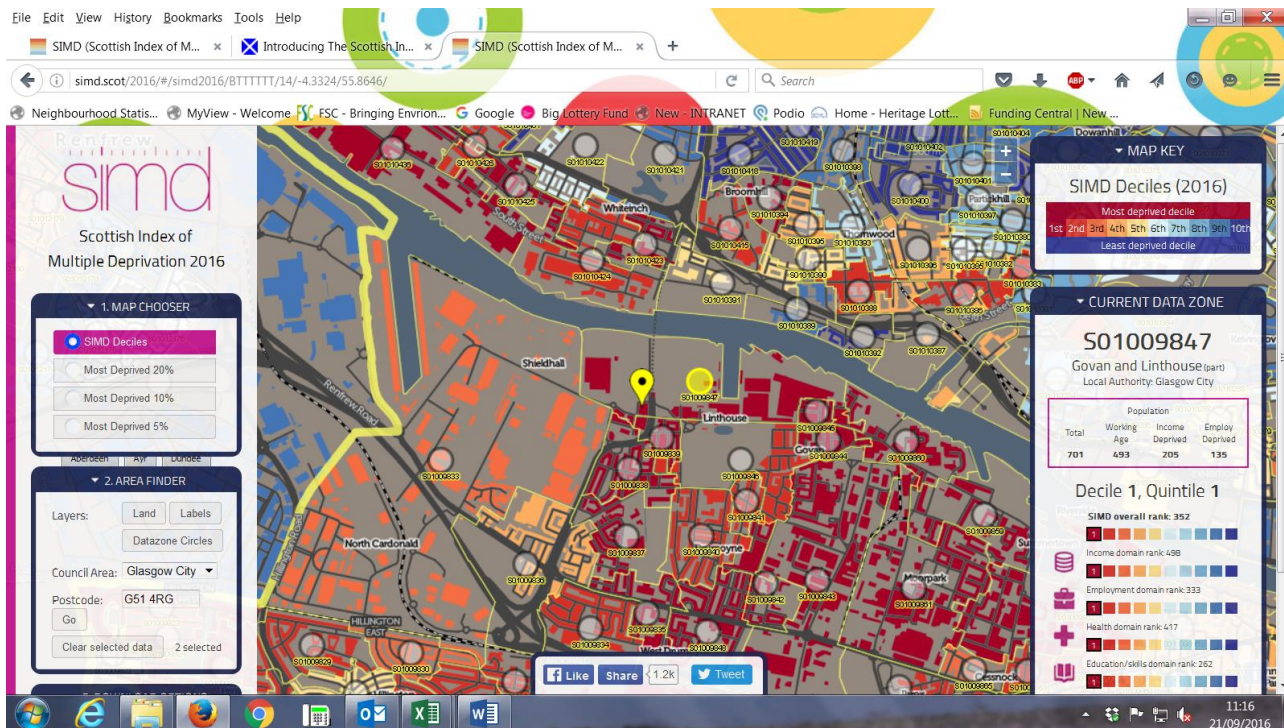 File Edit View History Bookmarks Tools Help
SIMD (Scottish Index of M... × Introducing The Scottish In... × SIMD (Scottish Index of M... × +
simd.scot/2016/#/simd2016/BTTTTTT/14/-4.3324/55.8646/ Search ABP
Neighbourhood Statis... MyView - Welcome FSC - Bringing Envrion... Google Big Lottery Fund New - INTRANET Podio Home - Heritage Lott... Funding Central | New ...
Renfrew
simd
Scottish Index of
Multiple Deprivation 2016
1. MAP CHOOSER
SIMD Deciles
Most Deprived 20%
Most Deprived 10%
Most Deprived 5%
Aberdeen Ayr Dundee
2. AREA FINDER
Layers: Land Labels
Datazone Circles
Council Area: Glasgow City
Postcode: G51 4RG
Go
Clear selected data 2 selected
S01010436
S01010426
S01010422
S01010421
S01010419
S01010418
S01010398
S01010402
S01010404
Dowanhill
S01010401
S01010400
Partickhill
S01010397
S01010425
South Street
Whiteinch
Broomhill
S01010394
S01010415
S01010395
S01010393
Thornwood
S01010396
S01010382
S01010383
S01010423
S01010424
S01010390
S01010391
S01010388
S01010386
S01010389
S01010392
S01010387
Shieldhall
Renfrew Road
S01009847
Linthouse
S01009839
S01009845
Govan
S01009844
S01009860
S01009833
S01009838
S01009846
S01009841
S01009859
North Cardonald
S01009837
S01009840
S01009836
Moorpark
S01009842
S01009843
S01009861
HILLINGTON
EAST
S01009835
S01009834
S01009848
S01009829
S01009830
Cessnock
S01009865
Like Share 1.2k Tweet
+
−
MAP KEY
SIMD Deciles (2016)
Most deprived decile
1st 2nd 3rd 4th 5th 6th 7th 8th 9th 10th
Least deprived decile
CURRENT DATA ZONE
S01009847
Govan and Linthouse (part)
Local Authority: Glasgow City
Population
Total Working Age Income Deprived Employ Deprived
701 493 205 135
Decile 1, Quintile 1
SIMD overall rank: 352
1
Income domain rank: 498
1
Employment domain rank: 333
1
Health domain rank: 417
1
Education/skills domain rank: 262
1
11:16
21/09/2016